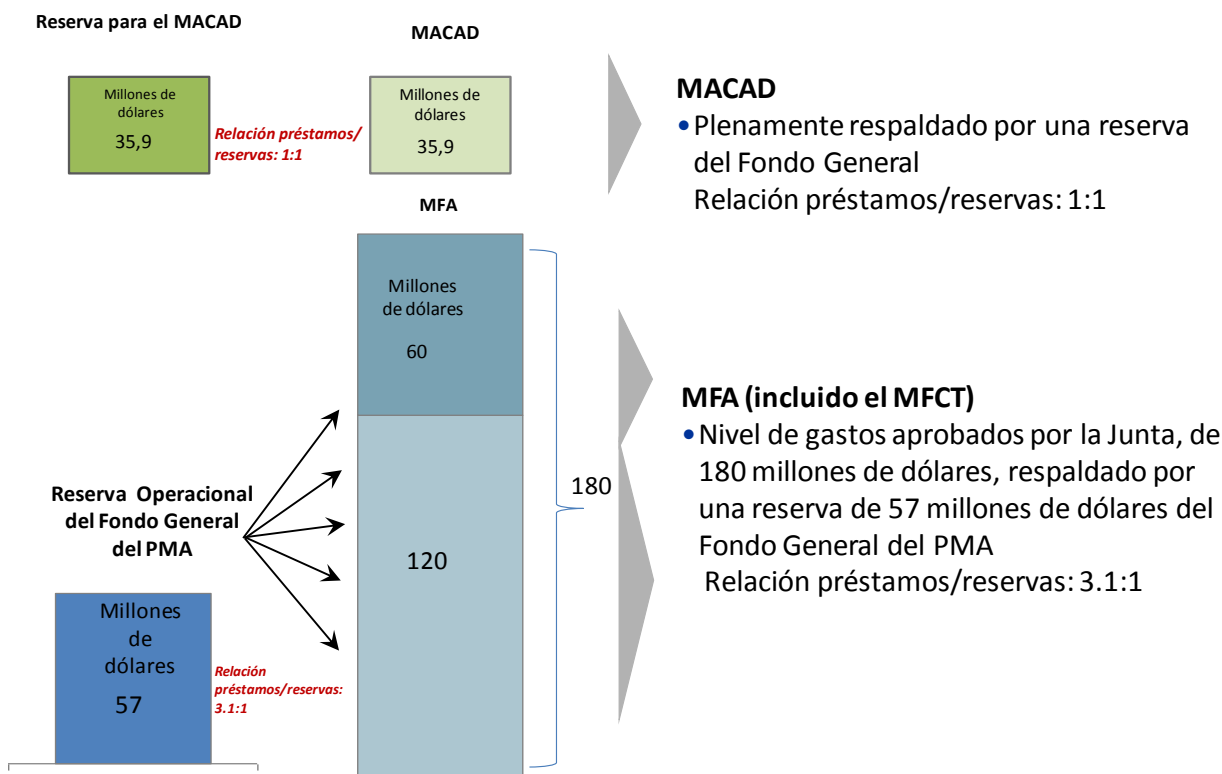 Reserva para el MACAD
MACAD
Millones de
dólares
35,9
Relación préstamos/
reservas: 1:1
Millones de
dólares
35,9
MACAD
•Plenamente respaldado por una reserva
del Fondo General
Relación préstamos/reservas: 1:1
MFA
Millones
de dólares
60
120
180
Reserva Operacional
del Fondo General
del PMA
Millones
de
dólares
57
Relación
préstamos/reservas:
3.1:1
MFA (incluido el MFCT)
•Nivel de gastos aprobados por la Junta, de
180 millones de dólares, respaldado por
una reserva de 57 millones de dólares del
Fondo General del PMA
Relación préstamos/reservas: 3.1:1